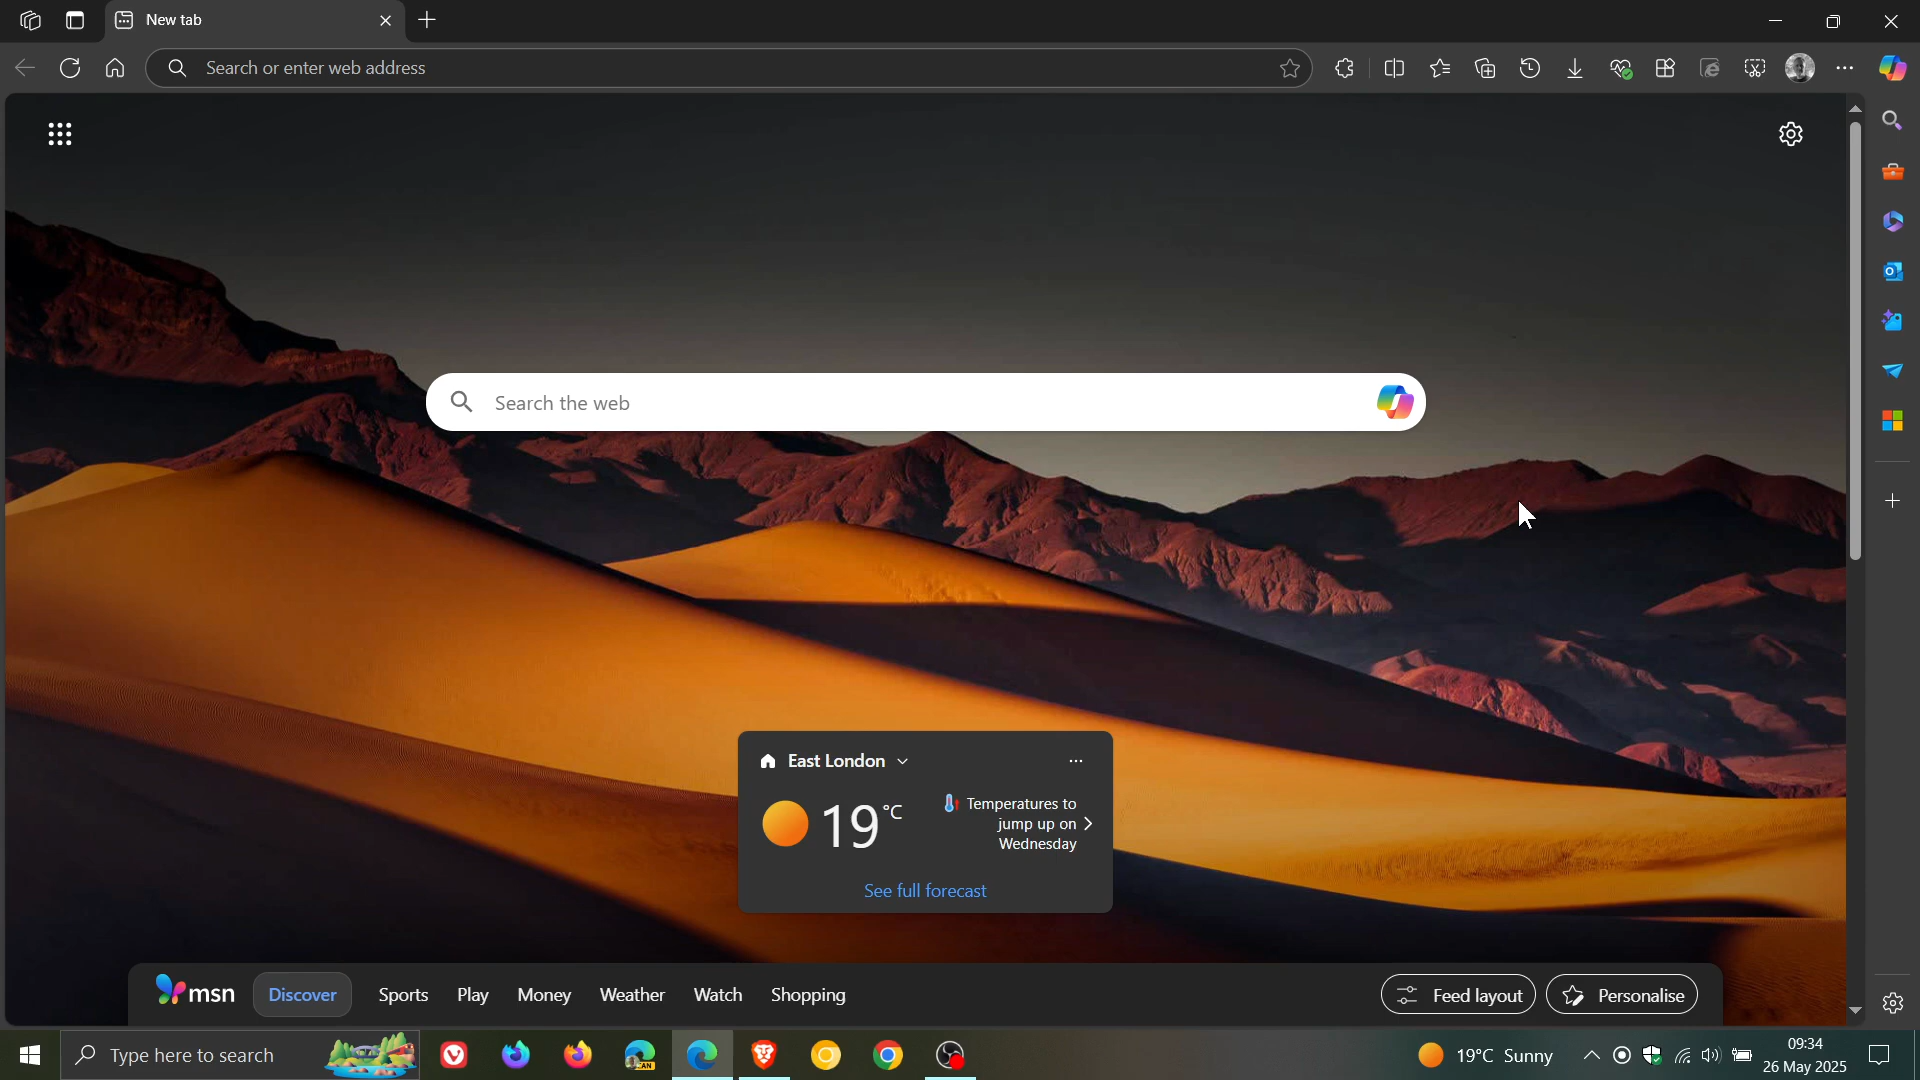 New tab
Search or enter web address
Search the web
East London
19 °C
Temperatures to
jump up on
Wednesday
See full forecast
msn
Discover
Sports
Play
Money
Weather
Watch
Shopping
Feed layout
Personalise
Type here to search
CAN
19°C Sunny
09:34
26 May 2025